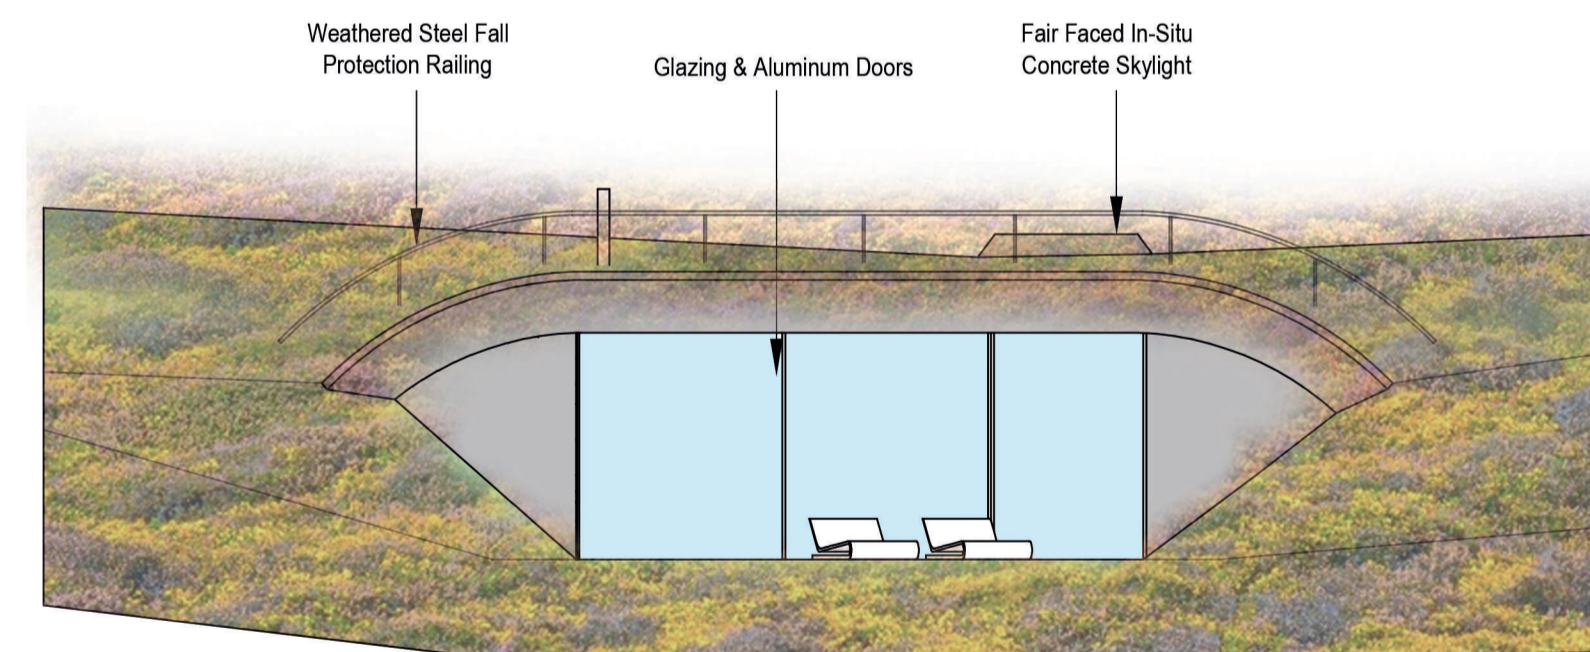 Weathered Steel Fall
Protection Railing
Glazing & Aluminum Doors
Fair Faced In-Situ
Concrete Skylight